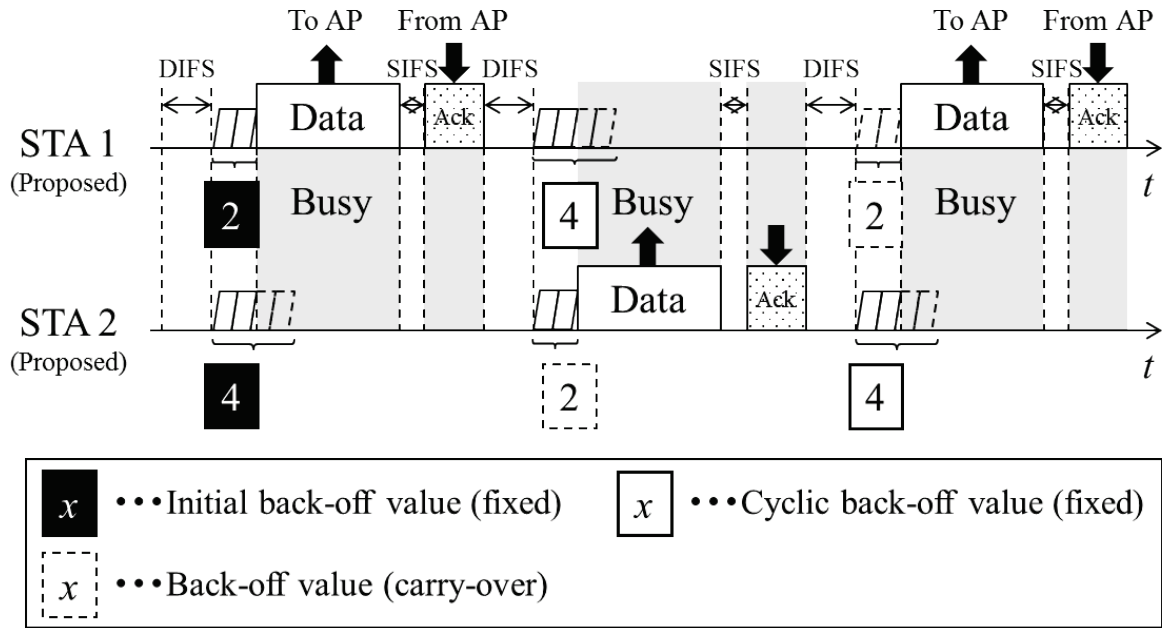 To AP From AP To AP From AP
DIFS SIFS DIFS SIFS DIFS SIFS
Data Ack Data Ack
STA 1
(Proposed)
t
2 Busy 4 Busy 2 Busy
Data Ack
STA 2
(Proposed)
t
4 2 4
x •••Initial back-off value (fixed)
x •••Cyclic back-off value (fixed)
x •••Back-off value (carry-over)